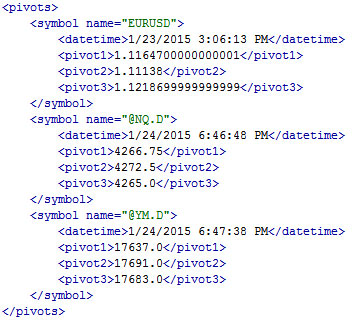 <pivots>
<symbol name="EURUSD">
<datetime>1/23/2015 3:06:13 PM</datetime>
<pivot1>1.1164700000000001</pivot1>
<pivot2>1.11138</pivot2>
<pivot3>1.1218699999999999</pivot3>
</symbol>
<symbol name="@NQ.D">
<datetime>1/24/2015 6:46:48 PM</datetime>
<pivot1>4266.75</pivot1>
<pivot2>4272.5</pivot2>
<pivot3>4265.0</pivot3>
</symbol>
<symbol name="@YM.D">
<datetime>1/24/2015 6:47:38 PM</datetime>
<pivot1>17637.0</pivot1>
<pivot2>17691.0</pivot2>
<pivot3>17683.0</pivot3>
</symbol>
</pivots>